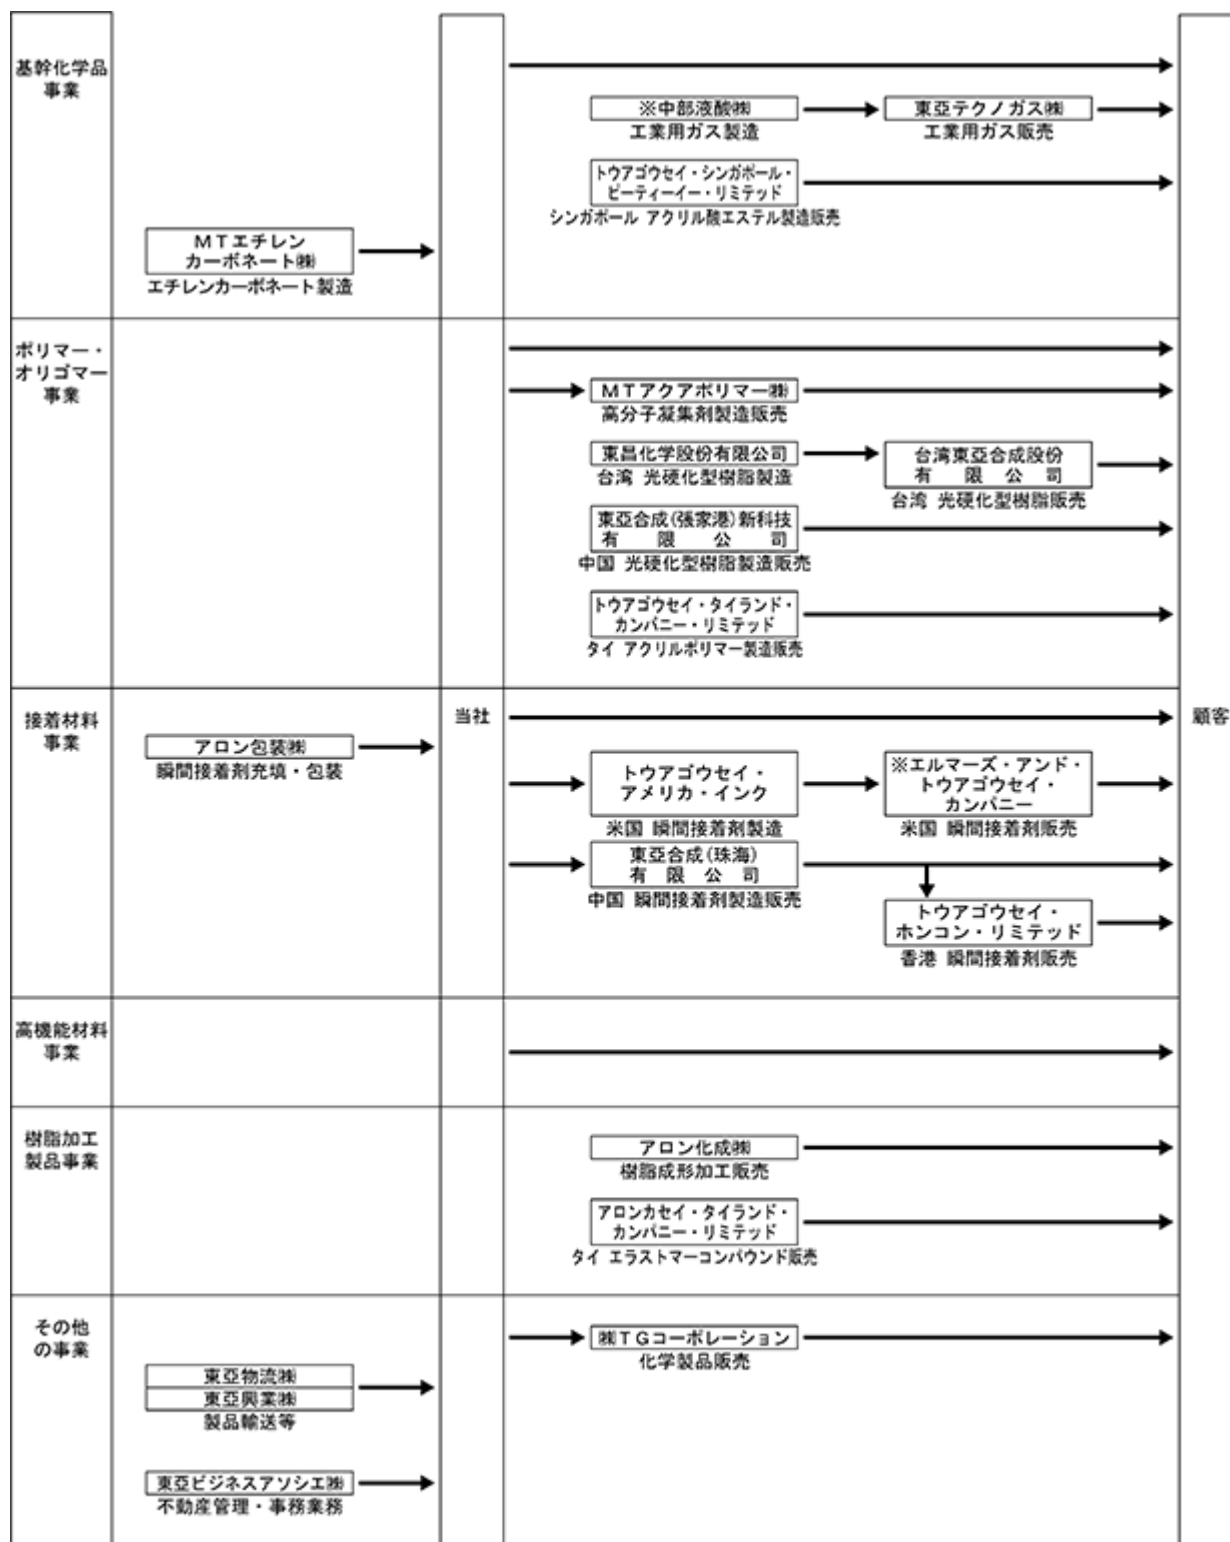 基幹化学品
事業
※中部液酸㈱
工業用ガス製造
東亞テクノガス㈱
工業用ガス販売
トウアゴウセイ・シンガポール・
ピーティーイー・リミテッド
シンガポール アクリル酸エステル製造販売
MTエチレン
カーボネート㈱
エチレンカーボネート製造
ポリマー・
オリゴマー
事業
MTアクアポリマー㈱
高分子凝集剤製造販売
東昌化学股份有限公司
台湾 光硬化型樹脂製造
台湾東亞合成股份
有限公司
台湾 光硬化型樹脂販売
東亞合成(張家港)新科技
有限公司
中国 光硬化型樹脂製造販売
トウアゴウセイ・タイランド・
カンパニー・リミテッド
タイ アクリルポリマー製造販売
接着材料
事業
当社
顧客
アロン包装㈱
瞬間接着剤充填・包装
トウアゴウセイ・
アメリカ・インク
米国 瞬間接着剤製造
※エルマーズ・アンド・
トウアゴウセイ・
カンパニー
米国 瞬間接着剤販売
東亞合成(珠海)
有限公司
中国 瞬間接着剤製造販売
トウアゴウセイ・
ホンコン・リミテッド
香港 瞬間接着剤販売
高機能材料
事業
樹脂加工
製品事業
アロン化成㈱
樹脂成形加工販売
アロンカセイ・タイランド・
カンパニー・リミテッド
タイ エラストマーコンパウンド販売
その他
の事業
㈱TGコーポレーション
化学製品販売
東亞物流㈱
東亞興業㈱
製品輸送等
東亞ビジネスアソシエ㈱
不動産管理・事務業務